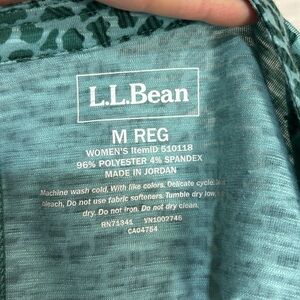 L.L.Bean
M REG
WOMEN'S ItemID 510118
96% POLYESTER 4% SPANDEX
MADE IN JORDAN
Machine wash cold. With like colors. Delicate cycle.
bleach, Do not use fabric softeners. Tumble dry low,
dry. Do not iron. Do not dry clean.
RN71341 VN1002746
CA04754